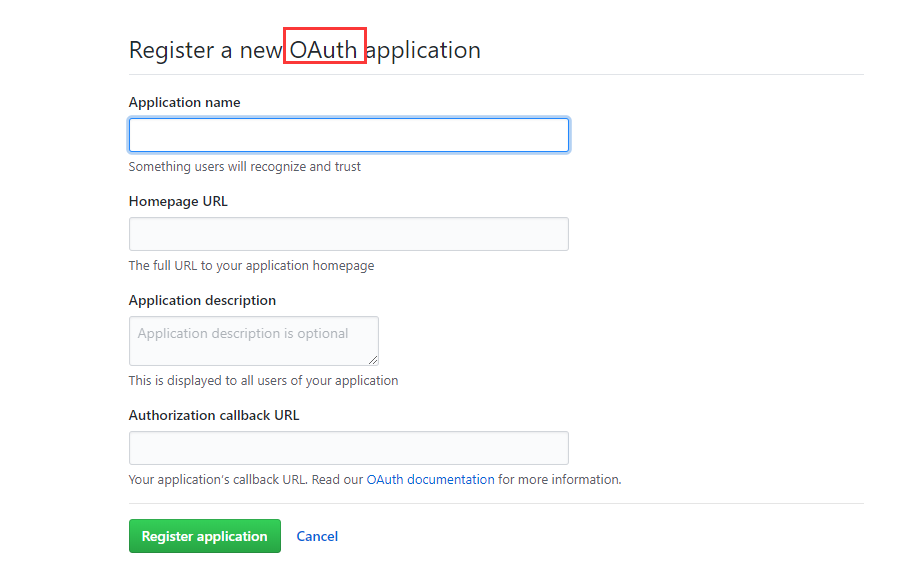 Register a new OAuth application
Application name
Something users will recognize and trust
Homepage URL
The full URL to your application homepage
Application description
Application description is optional
This is displayed to all users of your application
Authorization callback URL
Your application's callback URL. Read our OAuth documentation for more information.
Register application Cancel